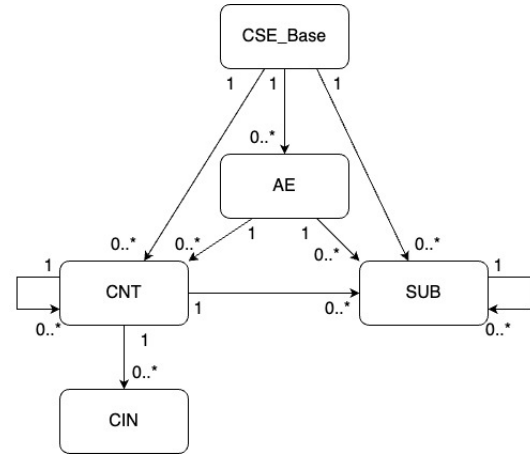 CSE_Base
1 1 1
0..*
AE
0..* 0..* 1 1 0..* 0..*
1 CNT SUB 1
0..* 1 0..* 0..*
1
0..*
CIN